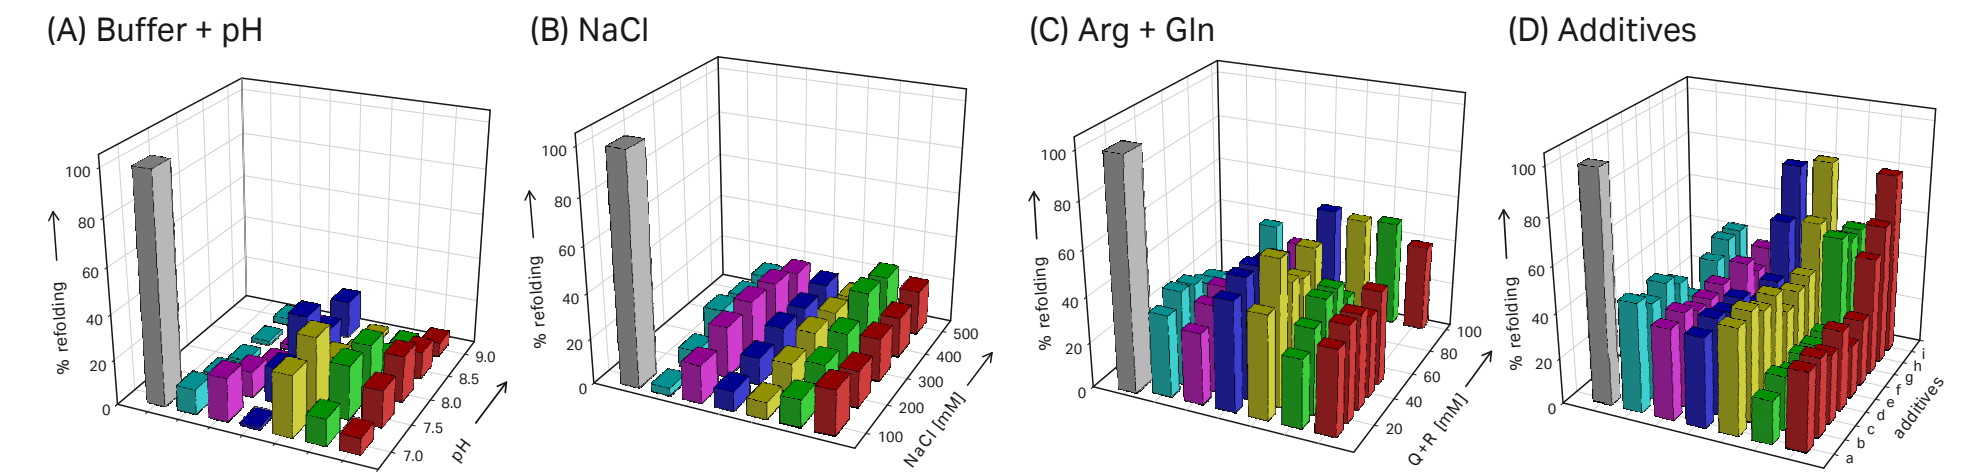 (A) Buffer + pH
(B) NaCl
(C) Arg + Gln
(D) Additives
% refolding
100
80
60
40
20
0
7.0
7.5
8.0
8.5
9.0
pH
% refolding
100
80
60
40
20
0
100
200
300
400
500
NaCl [mM]
% refolding
100
80
60
40
20
0
20
40
60
80
100
Q+R [mM]
% refolding
100
80
60
40
20
0
a
b
c
d
e
f
g
h
i
additives